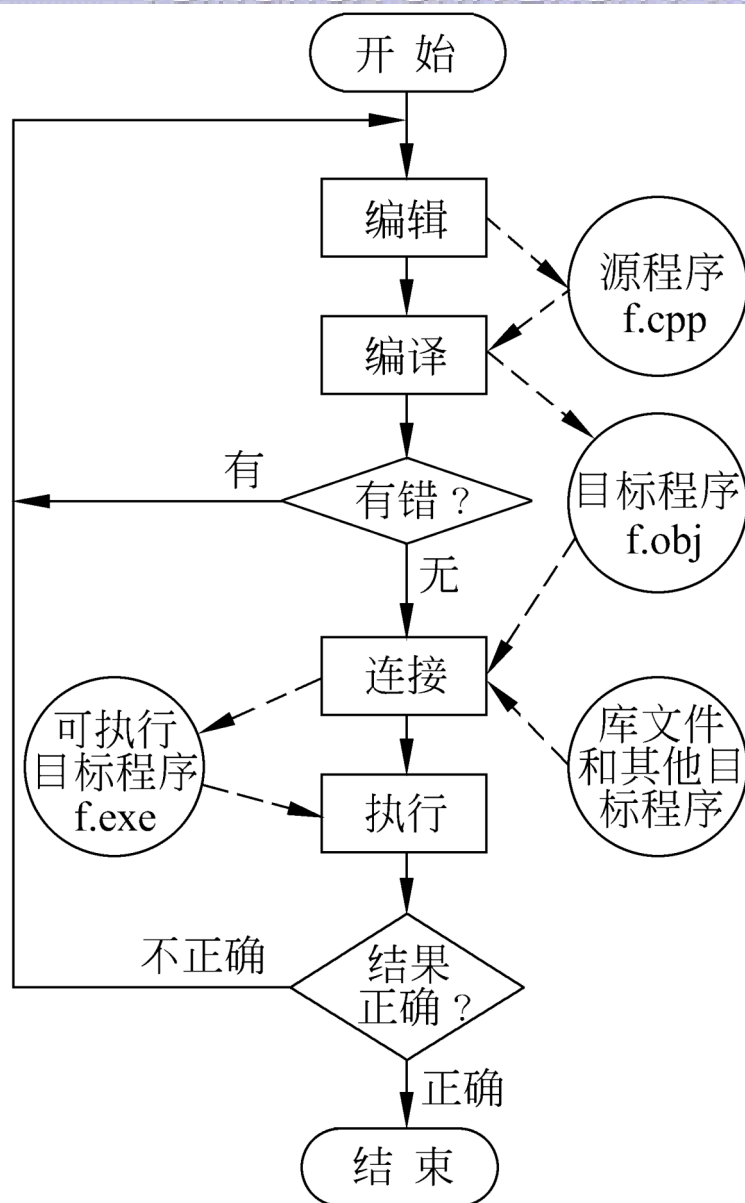 开 始
编辑
源程序
f.cpp
编译
有
有错？
目标程序
f.obj
无
连接
可执行
目标程序
f.exe
库文件
和其他目
标程序
执行
不正确
结果
正确？
正确
结 束